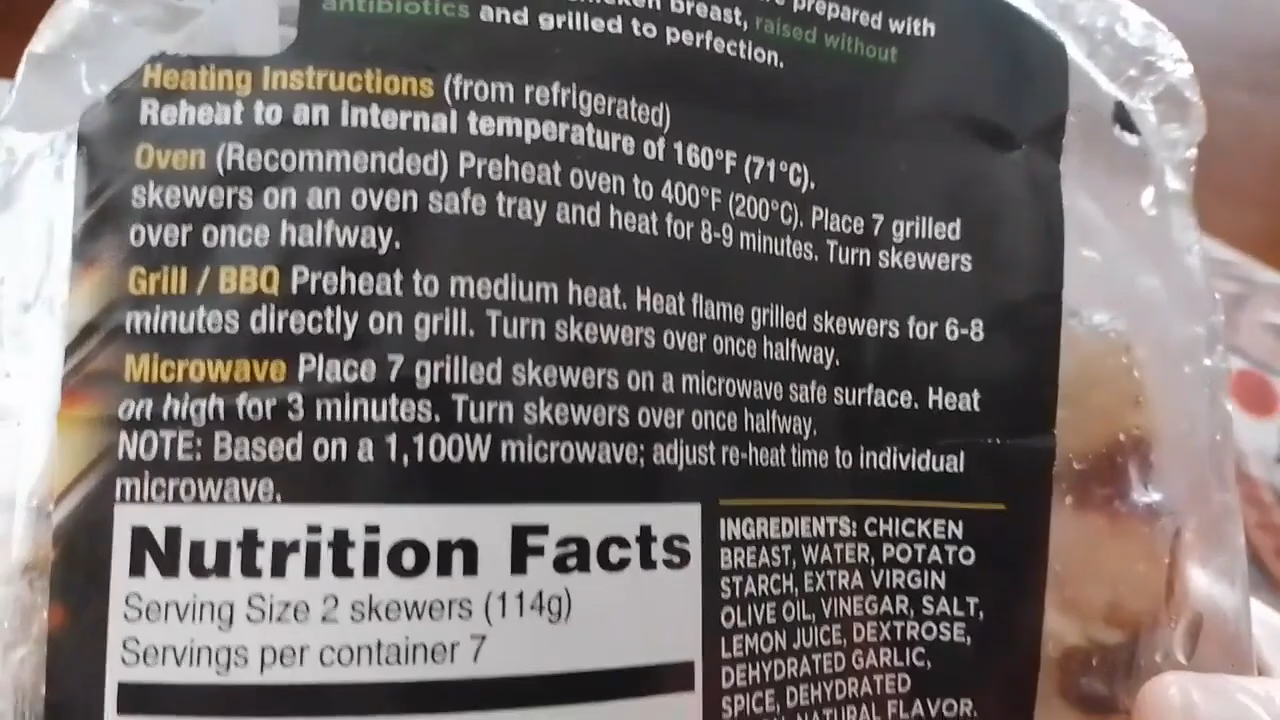 prepared with
breast, raised without
antibiotics and grilled to perfection.
Heating Instructions (from refrigerated)
Reheat to an internal temperature of 160°F (71°C).
Oven (Recommended) Preheat oven to 400°F (200°C). Place 7 grilled
skewers on an oven safe tray and heat for 8-9 minutes. Turn skewers
over once halfway.
Grill / BBQ Preheat to medium heat. Heat flame grilled skewers for 6-8
minutes directly on grill. Turn skewers over once halfway.
Microwave Place 7 grilled skewers on a microwave safe surface. Heat
on high for 3 minutes. Turn skewers over once halfway.
NOTE: Based on a 1,100W microwave; adjust re-heat time to individual
microwave.
Nutrition Facts
Serving Size 2 skewers (114g)
Servings per container 7
INGREDIENTS: CHICKEN
BREAST, WATER, POTATO
STARCH, EXTRA VIRGIN
OLIVE OIL, VINEGAR, SALT,
LEMON JUICE, DEXTROSE,
DEHYDRATED GARLIC,
SPICE, DEHYDRATED
NATURAL FLAVOR.